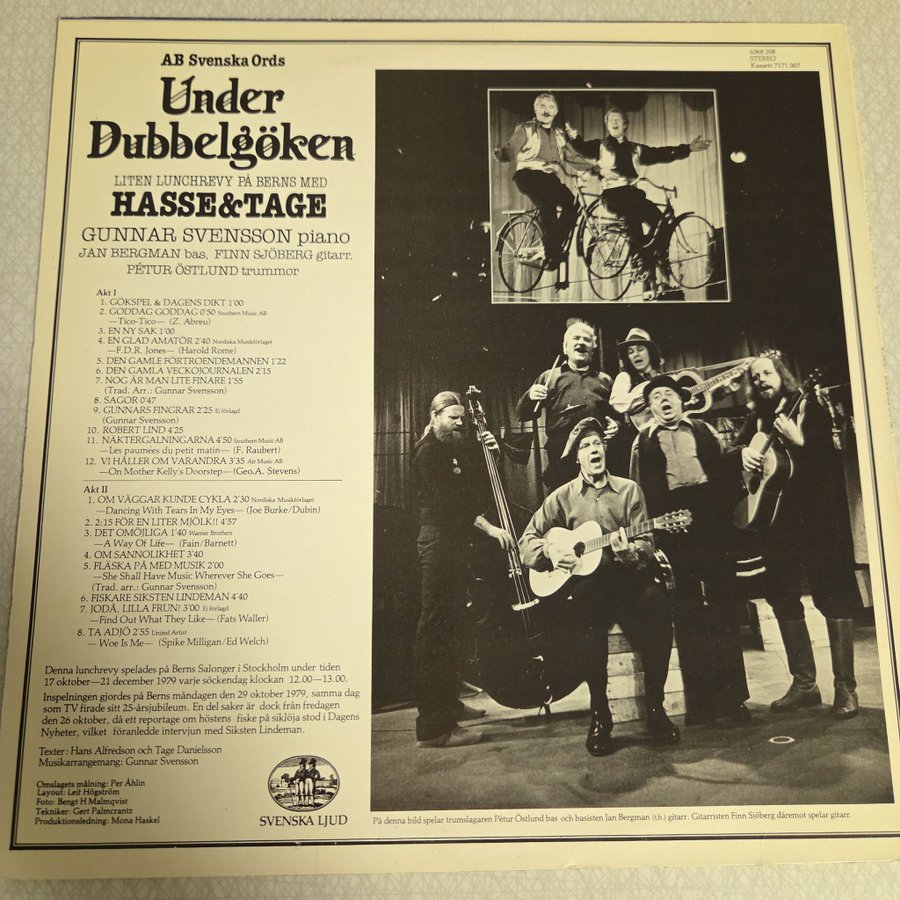 AB Svenska Ords
Under
Dubbelgöken
LITEN LUNCHREVY PÅ BERNS MED
HASSE&TAGE
GUNNAR SVENSSON piano
JAN BERGMAN bas, FINN SJÖBERG gitarr,
PÉTUR ÖSTLUND trummor
Akt I
1. GÖKSPEL & DAGENS DIKT 1'00
2. GODDAG GODDAG 0'50 Southern Music AB
—Tico-Tico— (Z. Abreu)
3. EN NY SAK 1'00
4. EN GLAD AMATÖR 2'40 Nordiska Musikförlaget
—F.D.R. Jones— (Harold Rome)
5. DEN GAMLE FÖRTROENDEMANNEN 1'22
6. DEN GAMLA VECKOJOURNALEN 2'15
7. NOG ÄR MAN LITE FINARE 1'55
(Trad. Arr.: Gunnar Svensson)
8. SAGOR 0'47
9. GUNNARS FINGRAR 2'25 Ej förlagd
(Gunnar Svensson)
10. ROBERT LIND 4'25
11. NÄKTERGALNINGARNA 4'50 Southern Music AB
—Les paumées du petit matin— (F. Raubert)
12. VI HÅLLER OM VARANDRA 3'35 Air Music AB
—On Mother Kelly's Doorstep— (Geo.A. Stevens)
Akt II
1. OM VÄGGAR KUNDE CYKLA 2'30 Nordiska Musikförlaget
—Dancing With Tears In My Eyes— (Joe Burke/Dubin)
2. 2:15 FÖR EN LITER MJÖLK!! 4'57
3. DET OMÖJLIGA 1'40 Warner Brothers
—A Way Of Life— (Fain/Barnett)
4. OM SANNOLIKHET 3'40
5. FLÄSKA PÅ MED MUSIK 2'00
—She Shall Have Music Wherever She Goes—
(Trad. arr.: Gunnar Svensson)
6. FISKARE SIKSTEN LINDEMAN 4'40
7. JODÅ, LILLA FRUN! 3'00 Ej förlagd
—Find Out What They Like— (Fats Waller)
8. TA ADJÖ 2'55 United Artist
— Woe Is Me— (Spike Milligan/Ed Welch)
Denna lunchrevy spelades på Berns Salonger i Stockholm under tiden
17 oktober—21 december 1979 varje söckendag klockan 12.00—13.00.
Inspelningen gjordes på Berns måndagen den 29 oktober 1979, samma dag
som TV firade sitt 25-årsjubileum. En del saker är dock från fredagen
den 26 oktober, då ett reportage om höstens fiske på siklöja stod i Dagens
Nyheter, vilket föranledde intervjun med Siksten Lindeman.
Texter: Hans Alfredson och Tage Danielsson
Musikarrangemang: Gunnar Svensson
Omslagets målning: Per Åhlin
Layout: Leif Högström
Foto: Bengt H Malmqvist
Tekniker: Gert Palmcrantz
Produktionsledning: Mona Haskel
SVENSKA LJUD
6368 208
STEREO
Kassett 7171 007
På denna bild spelar trumslagaren Pétur Östlund bas och basisten Jan Bergman (th.) gitarr. Gitarristen Finn Sjöberg däremot spelar gitarr.